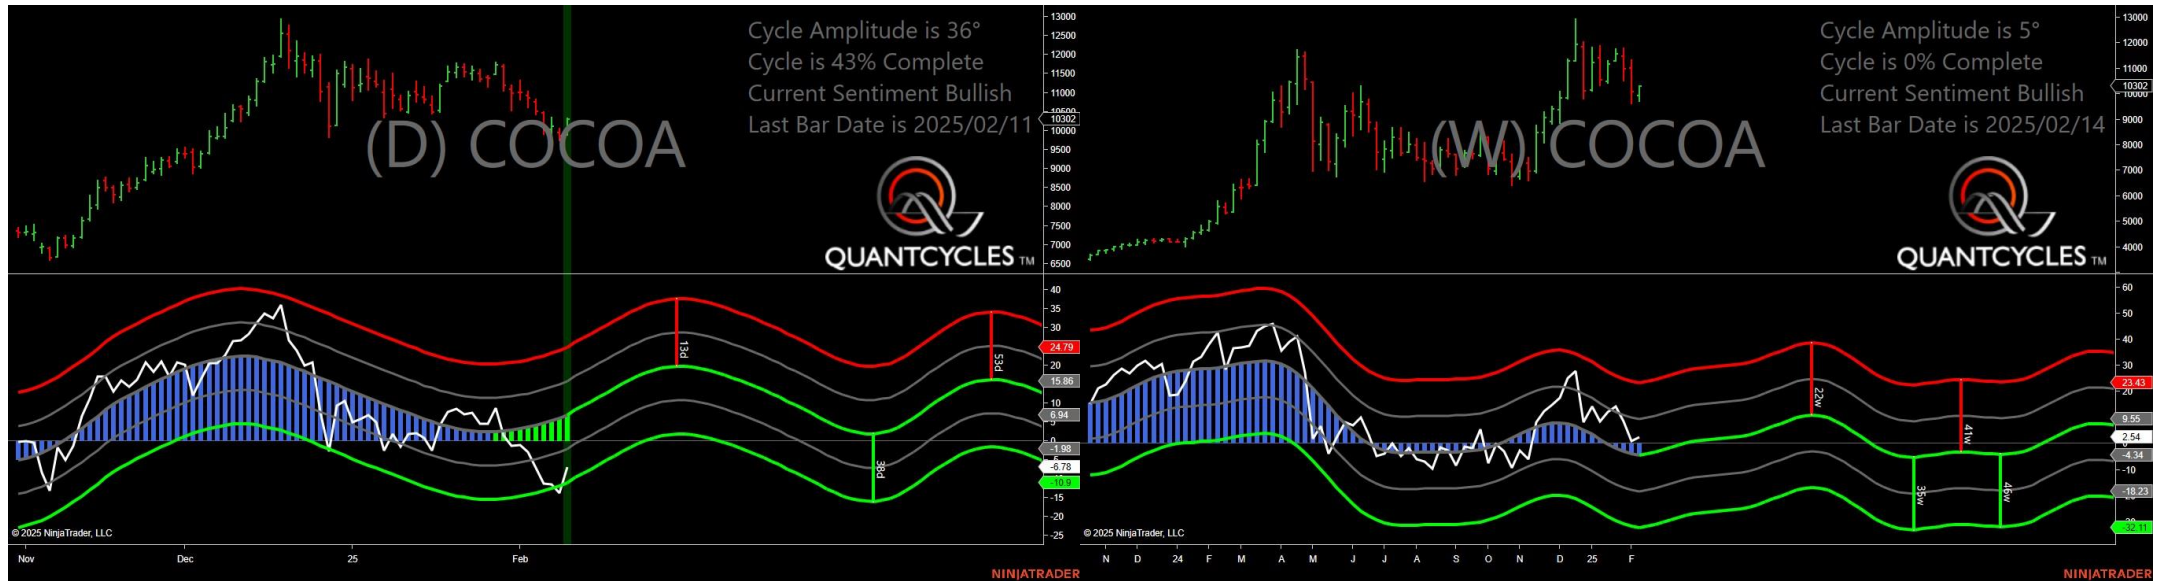 Cycle Amplitude is 36°
Cycle is 43% Complete
Current Sentiment Bullish
Last Bar Date is 2025/02/11
(D) COCOA
QUANTCYCLES TM
13000
12500
12000
11500
11000
10500
10302
10000
9500
9000
8500
8000
7500
7000
6500
13d
38d
53d
40
35
30
24.79
20
15.86
10
6.94
-1.98
-6.78
-10.9
-15
-20
-25
© 2025 NinjaTrader, LLC
Nov
Dec
25
Feb
NINJATRADER
Cycle Amplitude is 5°
Cycle is 0% Complete
Current Sentiment Bullish
Last Bar Date is 2025/02/14
(W) COCOA
QUANTCYCLES TM
13000
12000
11000
10302
10000
9000
8000
7000
6000
5000
4000
22w
35w
41w
46w
60
50
40
30
23.43
20
9.55
2.54
-4.34
-10
-18.23
-32.11
© 2025 NinjaTrader, LLC
N D 24 F M A M J J A S O N D 25 F
NINJATRADER